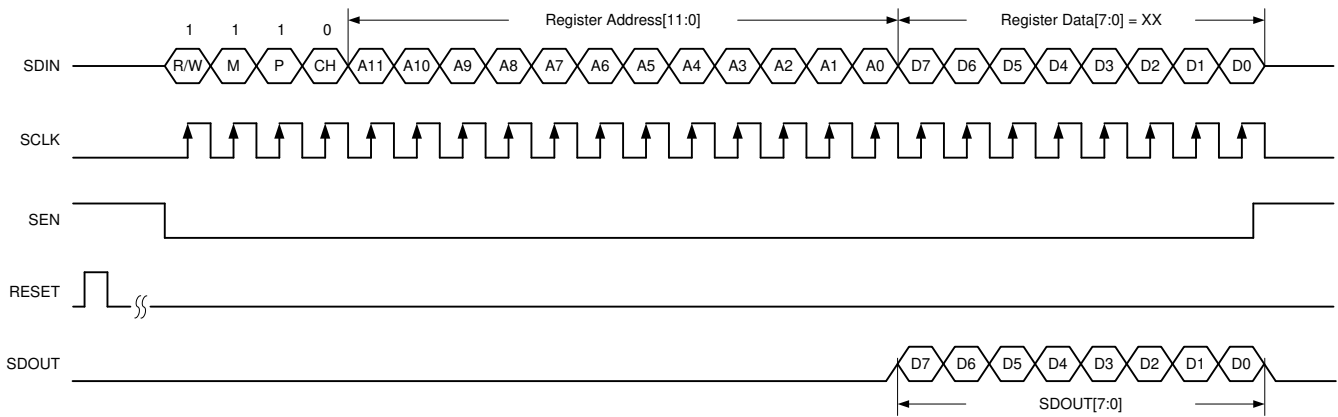 Register Address[11:0] Register Data[7:0] = XX
1 1 1 0
SDIN R/W M P CH A11 A10 A9 A8 A7 A6 A5 A4 A3 A2 A1 A0 D7 D6 D5 D4 D3 D2 D1 D0
SCLK
SEN
RESET
SDOUT D7 D6 D5 D4 D3 D2 D1 D0
SDOUT[7:0]